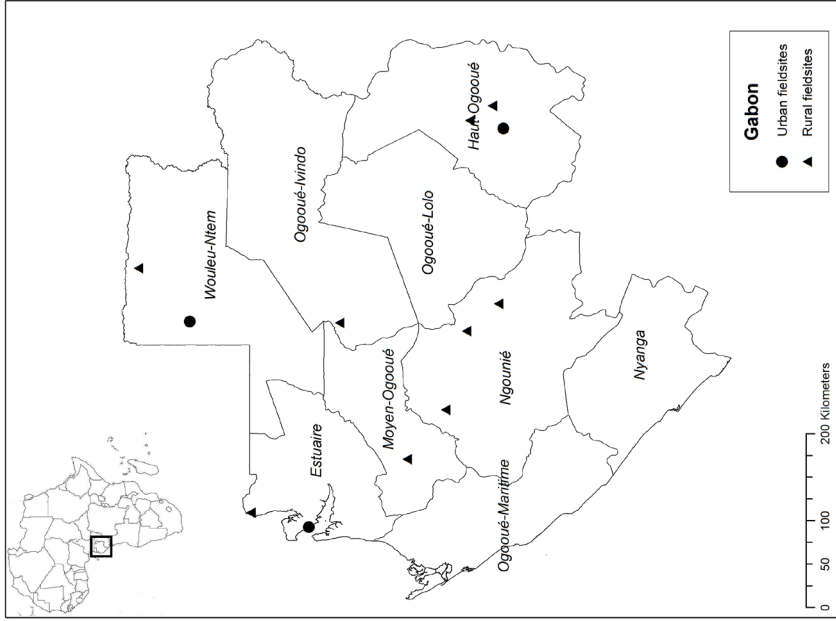 Wouleu-Ntem
Ogooué-Ivindo
Haut-Ogooué
Ogooué-Lolo
Estuaire
Moyen-Ogooué
Ngounié
Ogooué-Maritime
Nyanga
Gabon
Urban fieldsites
Rural fieldsites
0 50 100 200 Kilometers